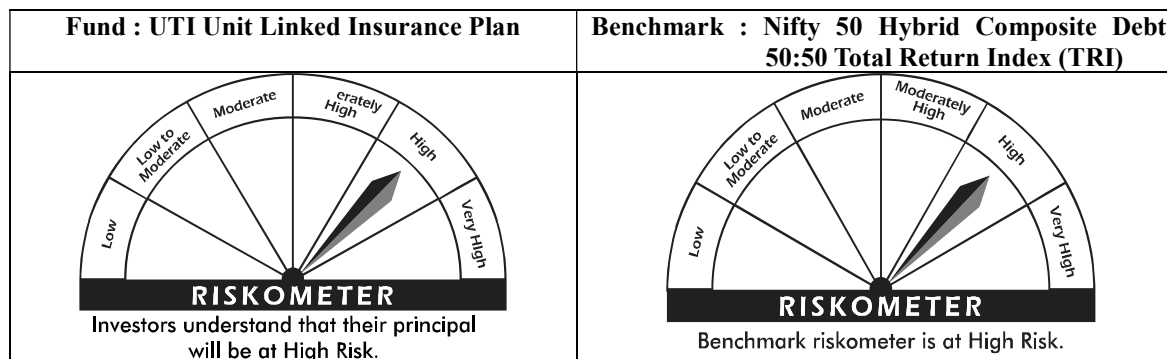 Fund : UTI Unit Linked Insurance Plan
Benchmark : Nifty 50 Hybrid Composite Debt
50:50 Total Return Index (TRI)
Low
Low to
Moderate
Moderate
erately
High
High
Very High
RISKOMETER
Investors understand that their principal
will be at High Risk.
Low
Low to
Moderate
Moderate
Moderately
High
High
Very High
RISKOMETER
Benchmark riskometer is at High Risk.